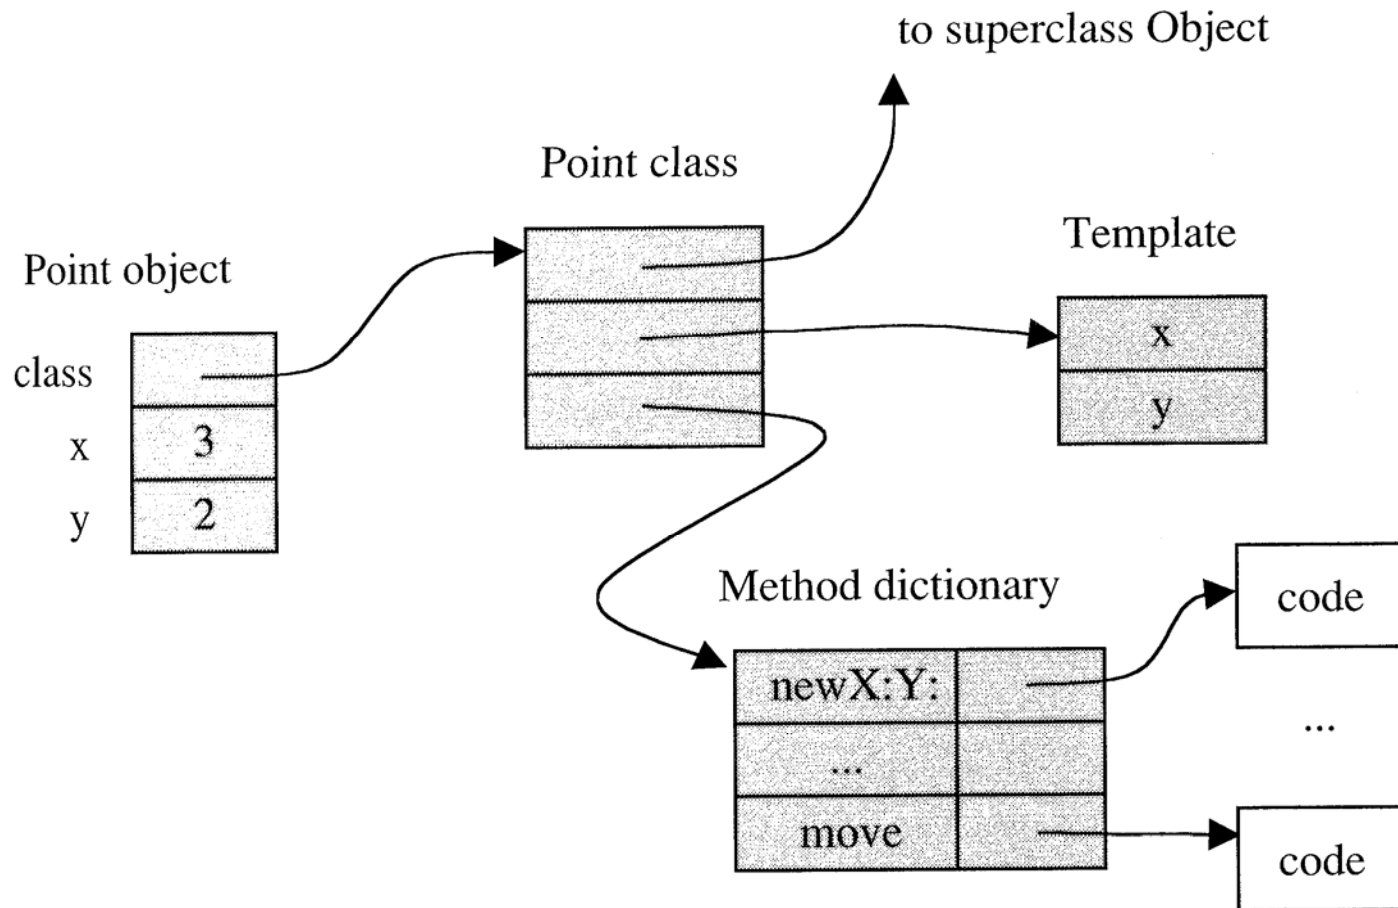 to superclass Object
Point class
Template
Point object
class
x
3
y
2
x
y
Method dictionary
newX:Y:
...
move
code
...
code